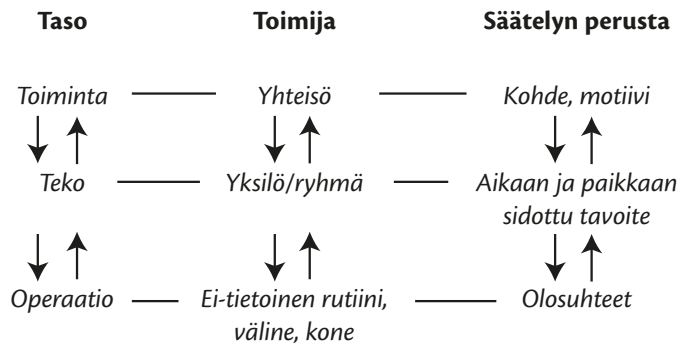 Taso Toimija Säätelyn perusta
Toiminta Yhteisö Kohde, motiivi
Teko Yksilö/ryhmä Aikaan ja paikkaan
sidottu tavoite
Operaatio Ei-tietoinen rutiini, Olosuhteet
väline, kone